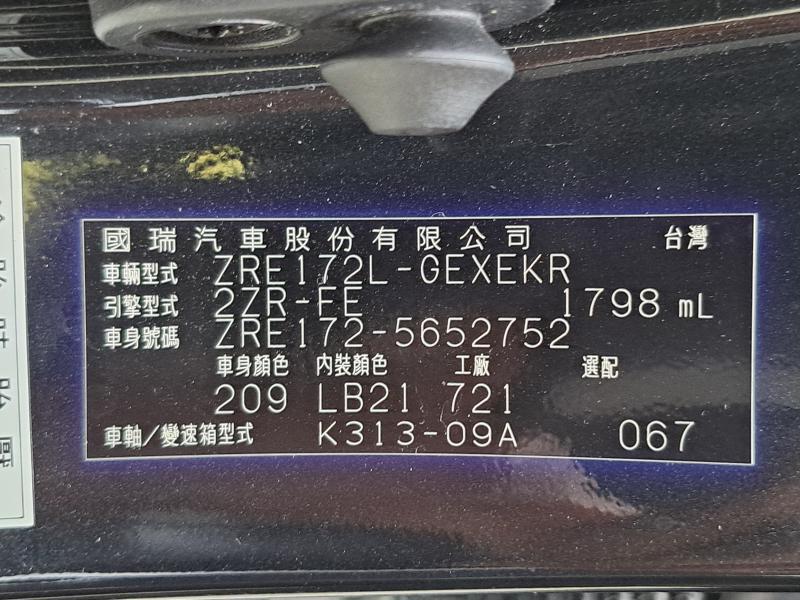 國瑞汽車股份有限公司 台灣
車輛型式 ZRE172L-GEXEKR
引擎型式 2ZR-FE 1798 mL
車身號碼 ZRE172-5652752
車身顏色 內裝顏色 工廠 選配
209 LB21 721
車軸/變速箱型式 K313-09A 067